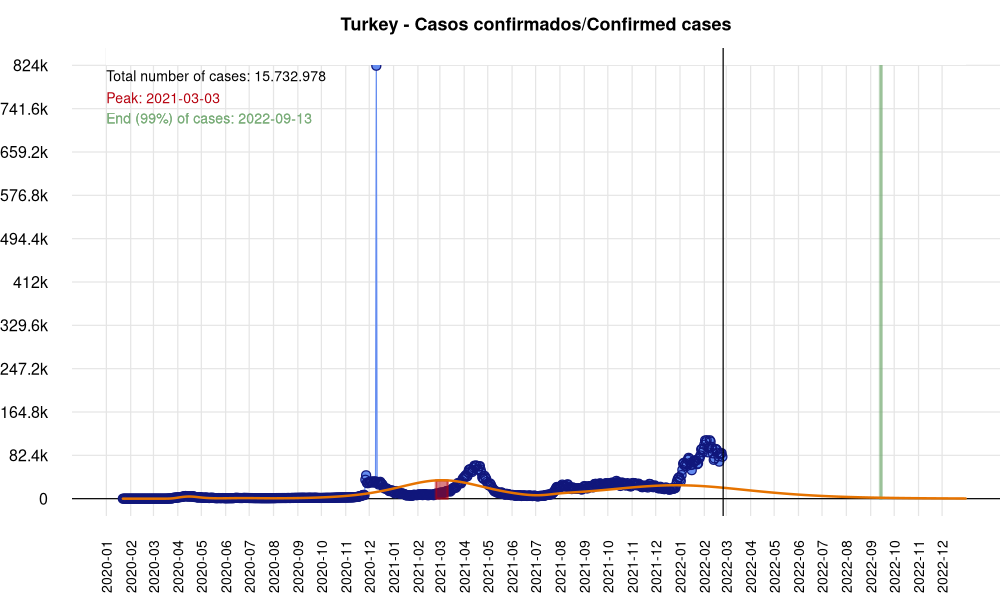 Turkey - Casos confirmados/Confirmed cases
824k
Total number of cases: 15.732.978
Peak: 2021-03-03
741.6k
End (99%) of cases: 2022-09-13
659.2k
576.8k
494.4k
412k
329.6k
247.2k
164.8k
82.4k
0
2020-01
2020-02
2020-03
2020-04
2020-05
2020-06
2020-07
2020-08
2020-09
2020-10
2020-11
2020-12
2021-01
2021-02
2021-03
2021-04
2021-05
2021-06
2021-07
2021-08
2021-09
2021-10
2021-11
2021-12
2022-01
2022-02
2022-03
2022-04
2022-05
2022-06
2022-07
2022-08
2022-09
2022-10
2022-11
2022-12